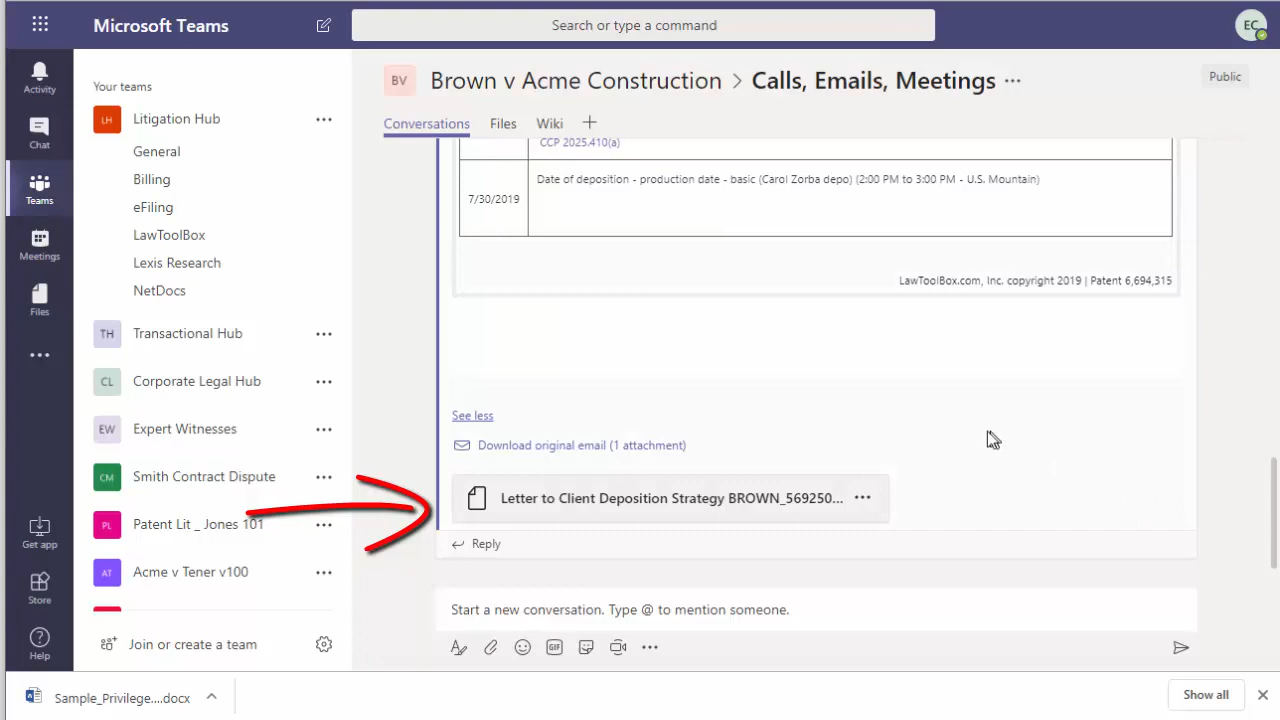 Microsoft Teams
Search or type a command
EC
Activity
Chat
Teams
Meetings
Files
Get app
Store
Help
Your teams
LH Litigation Hub
General
Billing
eFiling
LawToolBox
Lexis Research
NetDocs
TH Transactional Hub
CL Corporate Legal Hub
EW Expert Witnesses
CM Smith Contract Dispute
PL Patent Lit _ Jones 101
AT Acme v Tener v100
Join or create a team
BV Brown v Acme Construction > Calls, Emails, Meetings ···
Public
Conversations Files Wiki +
CCP 2025.410(a)
7/30/2019 Date of deposition - production date - basic (Carol Zorba depo) (2:00 PM to 3:00 PM - U.S. Mountain)
LawToolBox.com, Inc. copyright 2019 | Patent 6,694,315
See less
Download original email (1 attachment)
Letter to Client Deposition Strategy BROWN_569250... ···
Reply
Start a new conversation. Type @ to mention someone.
GIF
Sample_Privilege....docx
Show all